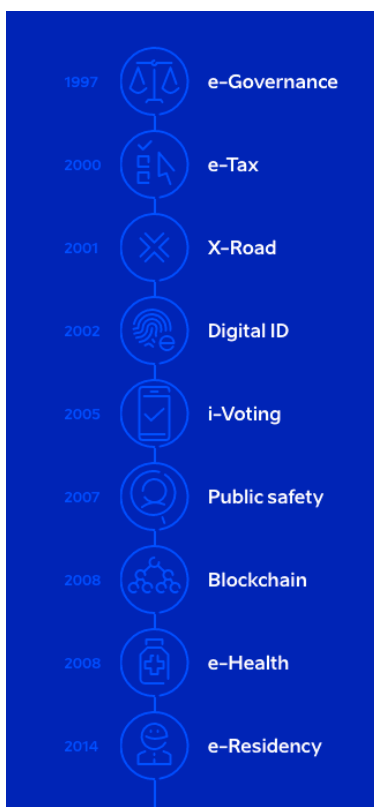 1997 e-Governance
2000 e-Tax
2001 X-Road
2002 Digital ID
2005 i-Voting
2007 Public safety
2008 Blockchain
2008 e-Health
2014 e-Residency